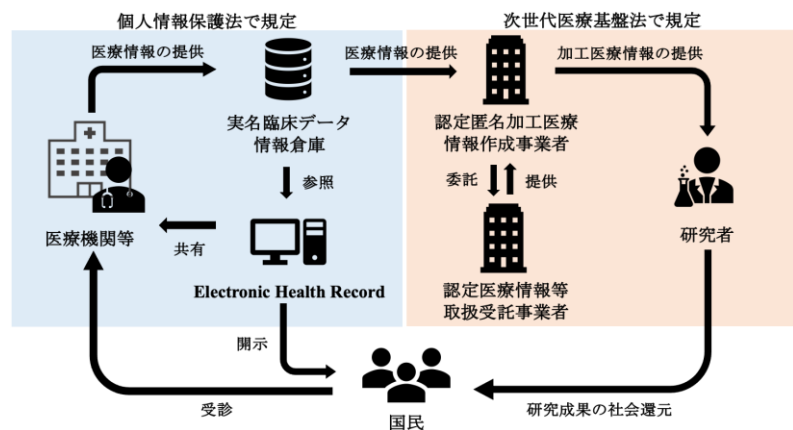 個人情報保護法で規定
次世代医療基盤法で規定
医療情報の提供
医療情報の提供
加工医療情報の提供
実名臨床データ
情報倉庫
認定匿名加工医療
情報作成事業者
参照
委託
提供
医療機関等
共有
研究者
Electronic Health Record
認定医療情報等
取扱受託事業者
開示
受診
国民
研究成果の社会還元